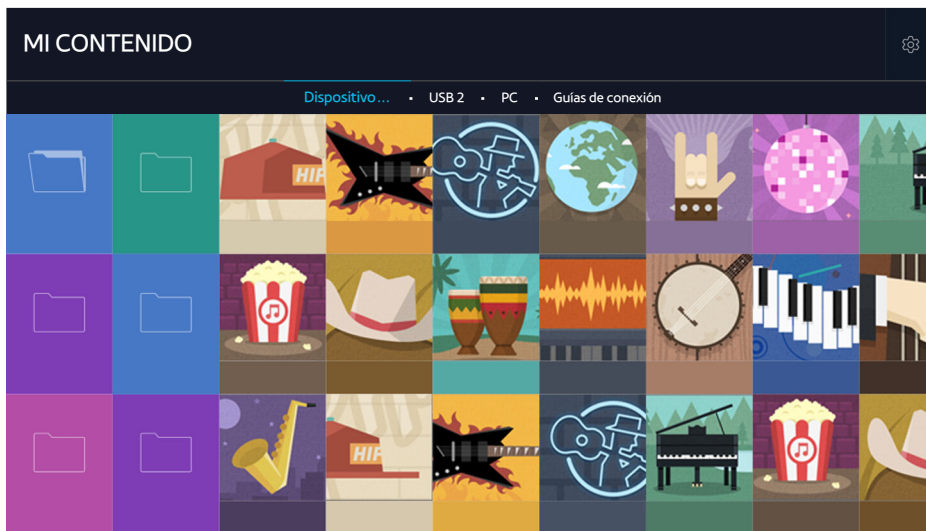 MI CONTENIDO
Dispositivo... • USB 2 • PC • Guías de conexión
HIP
HIP